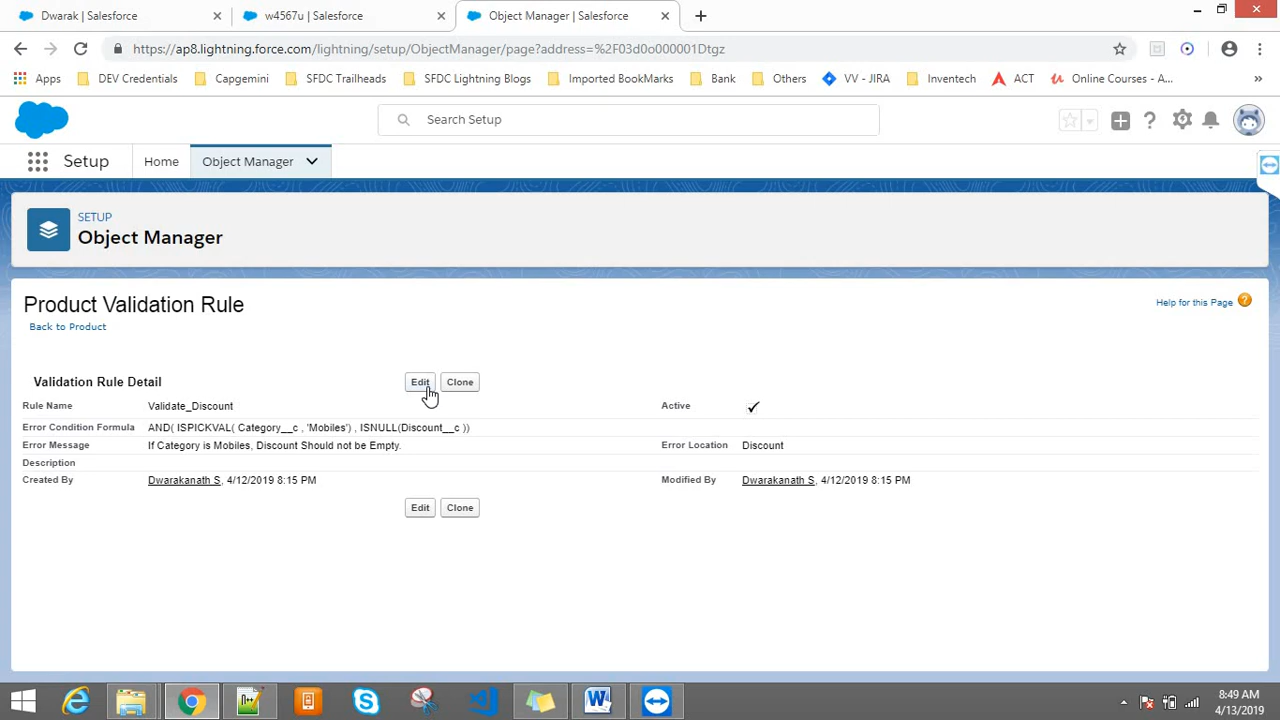 Dwarak | Salesforce
w4567u | Salesforce
Object Manager | Salesforce
https://ap8.lightning.force.com/lightning/setup/ObjectManager/page?address=%2F03d0o000001Dtgz
Apps
DEV Credentials
Capgemini
SFDC Trailheads
SFDC Lightning Blogs
Imported BookMarks
Bank
Others
VV - JIRA
Inventech
ACT
Online Courses - A...
»
Search Setup
Setup
Home
Object Manager
SETUP
Object Manager
Product Validation Rule
Help for this Page
Back to Product
Validation Rule Detail
Edit
Clone
Rule Name Validate_Discount
Active
Error Condition Formula AND( ISPICKVAL( Category__c , 'Mobiles') , ISNULL(Discount__c ))
Error Message If Category is Mobiles, Discount Should not be Empty.
Error Location Discount
Description
Created By Dwarakanath S, 4/12/2019 8:15 PM
Modified By Dwarakanath S, 4/12/2019 8:15 PM
Edit
Clone
8:49 AM
4/13/2019